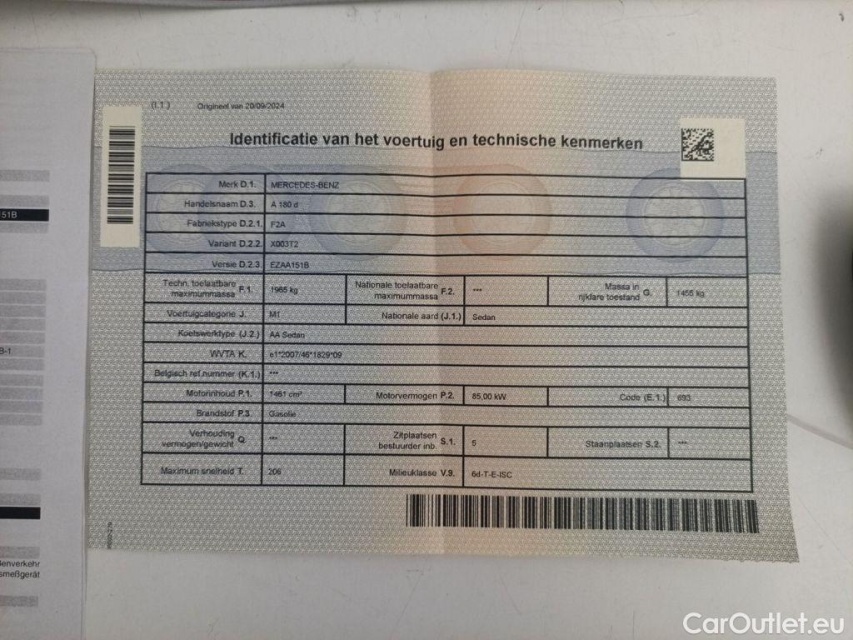 (I.1.) Origineel van 20/09/2024
Identificatie van het voertuig en technische kenmerken
Merk D.1. MERCEDES-BENZ
Handelsnaam D.3. A 180 d
Fabriekstype D.2.1. F2A
Variant D.2.2. X003T2
Versie D.2.3. EZAA151B
Techn. toelaatbare maximummassa F.1. 1965 kg Nationale toelaatbare maximummassa F.2. --- Massa in rijklare toestand G. 1455 kg
Voertuigcategorie J. M1 Nationale aard (J.1.) Sedan
Koetswerktype (J.2.) AA Sedan
WVTA K. e1*2007/46*1829*09
Belgisch ref.nummer (K.1.) ---
Motorinhoud P.1. 1461 cm³ Motorvermogen P.2. 85,00 kW Code (E.1.) 693
Brandstof P.3. Gasolie
Verhouding vermogen/gewicht Q. --- Zitplaatsen bestuurder inb. S.1. 5 Staanplaatsen S.2. ---
Maximum snelheid T. 206 Milieuklasse V.9. 6d-T-E-ISC
51B
B-1
enverkehr
smeßgerät
CarOutlet.eu